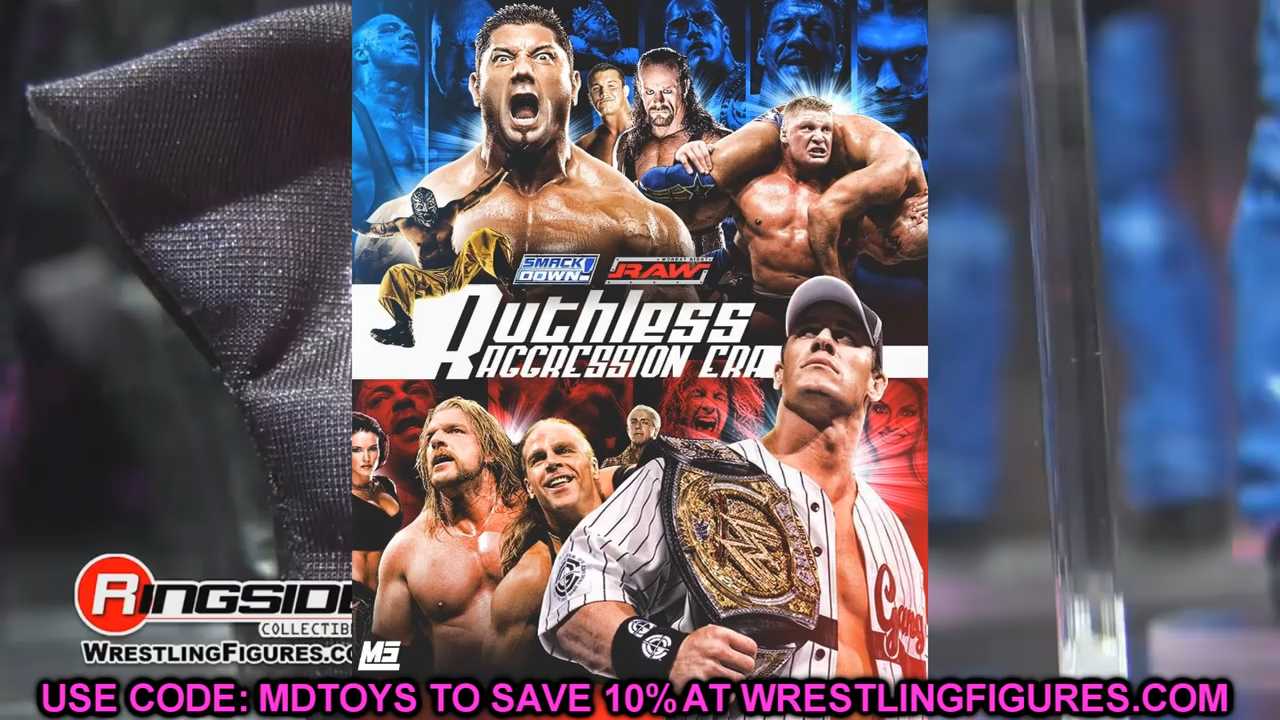 SMACK
DOWN!
RAW
Ruthless
AGGRESSION ERA
RINGSIDE
COLLECTIB
WRESTLINGFIGURES.CO
MS
USE CODE: MDTOYS TO SAVE 10% AT WRESTLINGFIGURES.COM